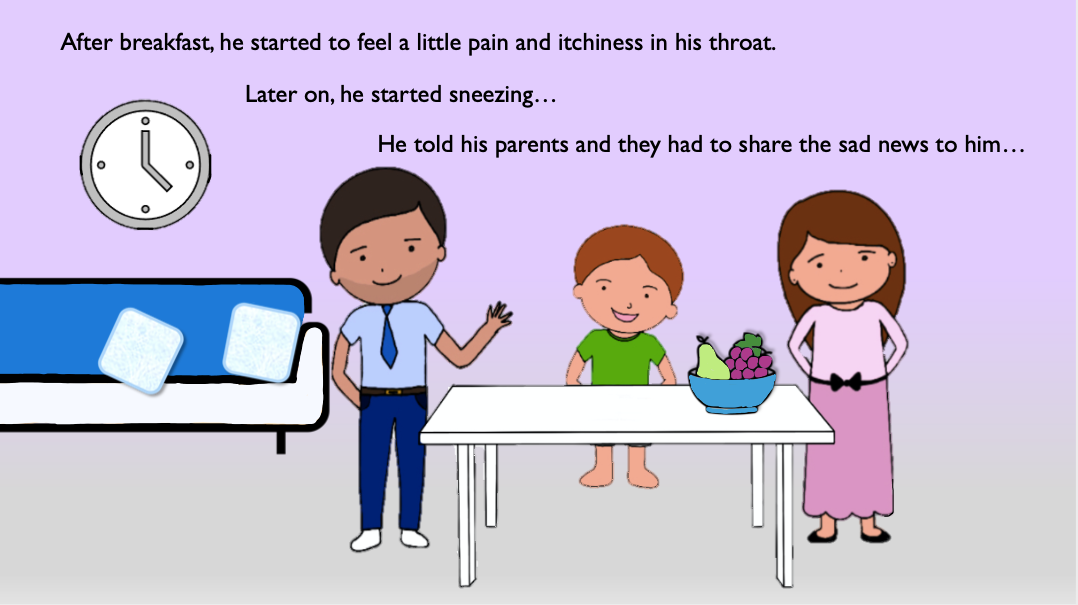 After breakfast, he started to feel a little pain and itchiness in his throat.
Later on, he started sneezing…
He told his parents and they had to share the sad news to him…